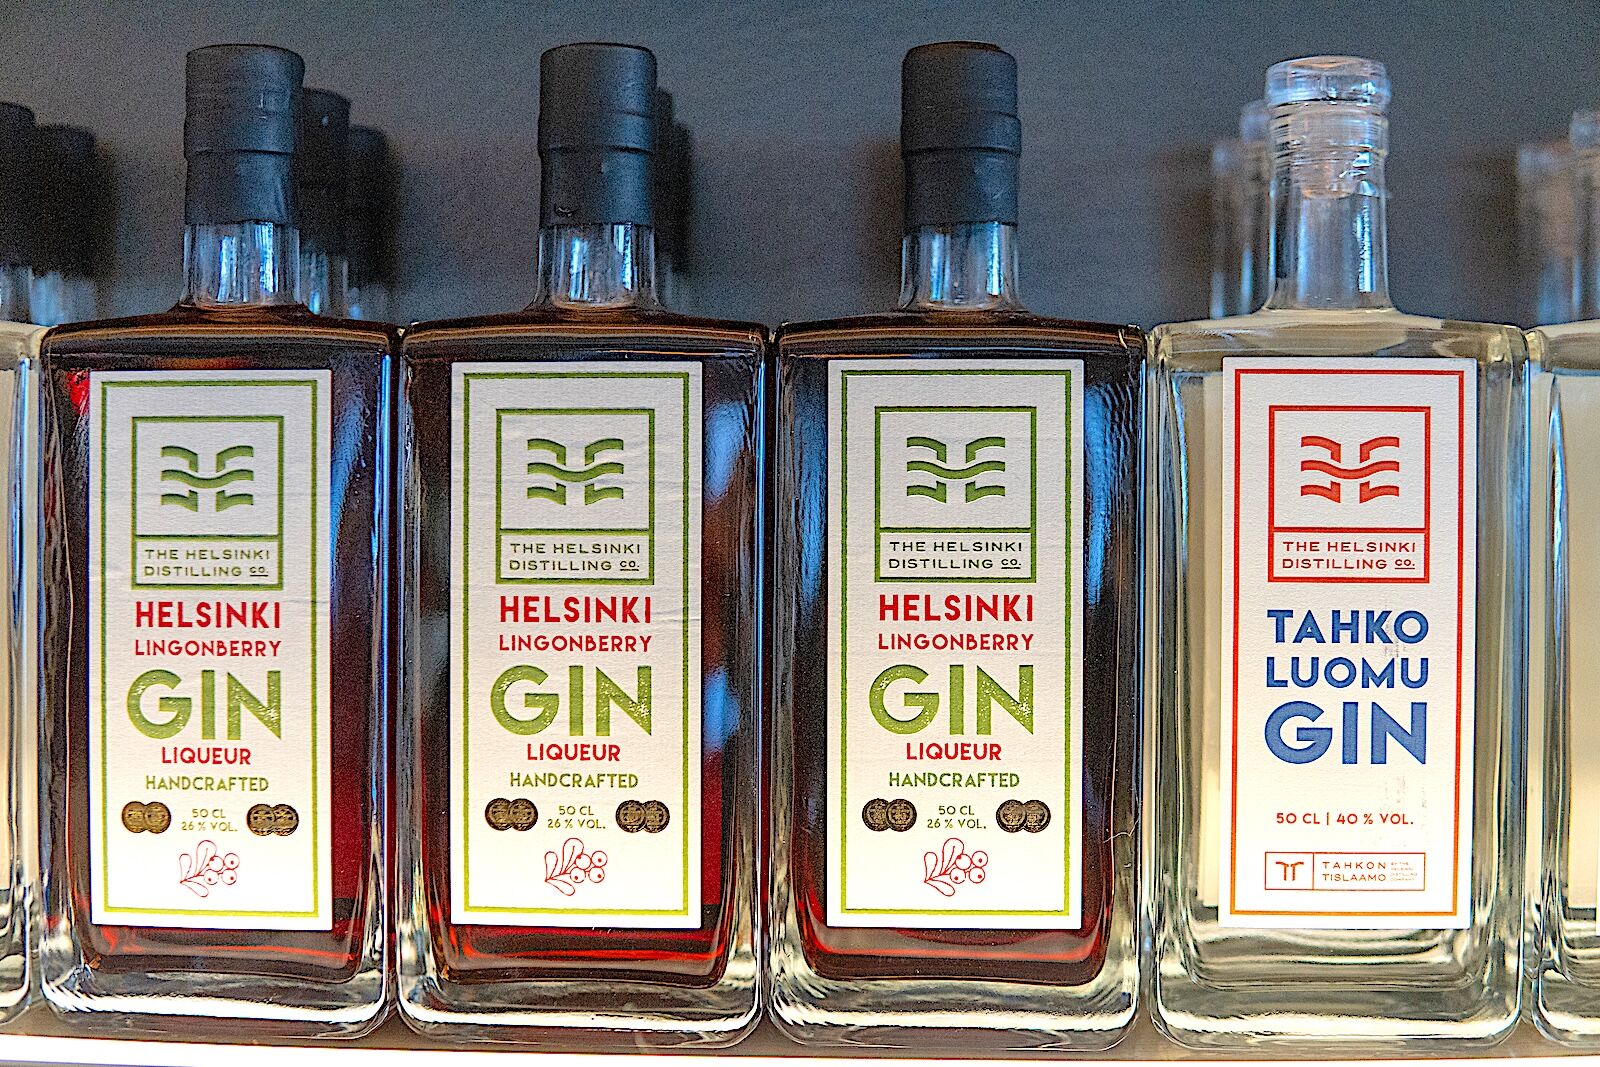 THE HELSINKI
DISTILLING CO.
HELSINKI
LINGONBERRY
GIN
LIQUEUR
HANDCRAFTED
50 CL
26 % VOL.
THE HELSINKI
DISTILLING CO.
HELSINKI
LINGONBERRY
GIN
LIQUEUR
HANDCRAFTED
50 CL
26 % VOL.
THE HELSINKI
DISTILLING CO.
HELSINKI
LINGONBERRY
GIN
LIQUEUR
HANDCRAFTED
50 CL
26 % VOL.
THE HELSINKI
DISTILLING CO.
TAHKO
LUOMU
GIN
50 CL | 40 % VOL.
TAHKON
TISLAAMO